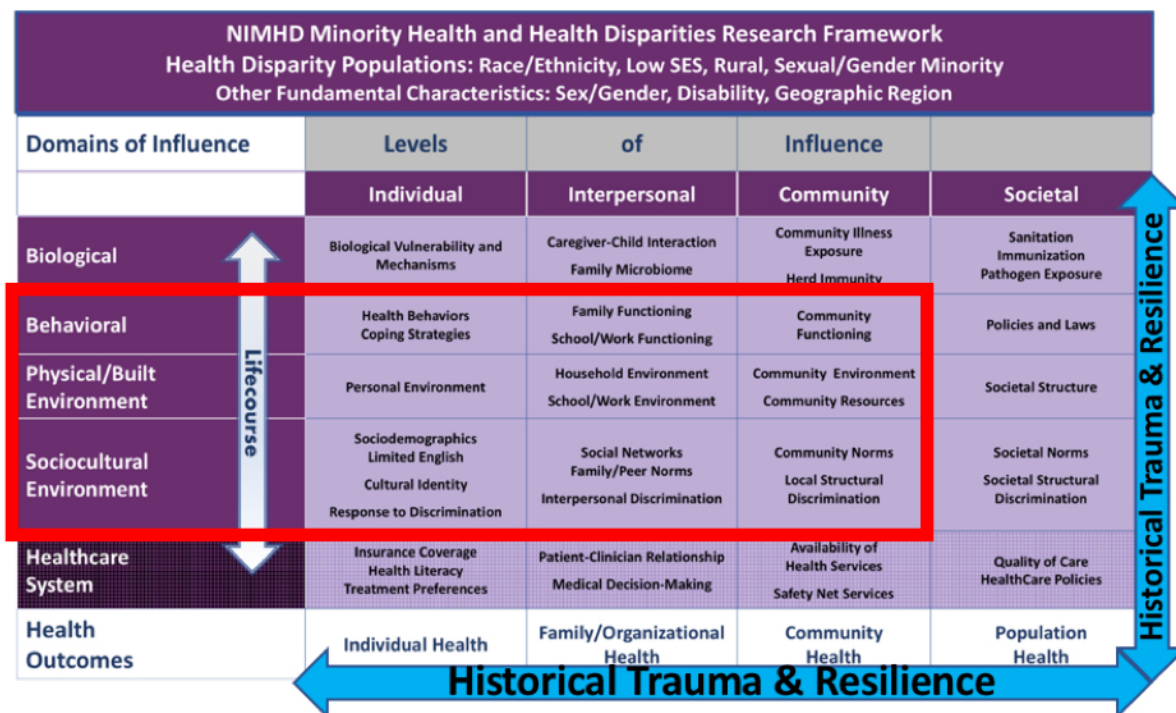 NIMHD Minority Health and Health Disparities Research Framework
Health Disparity Populations: Race/Ethnicity, Low SES, Rural, Sexual/Gender Minority
Other Fundamental Characteristics: Sex/Gender, Disability, Geographic Region
Domains of Influence Levels of Influence
Individual Interpersonal Community Societal
Biological
Biological Vulnerability and
Mechanisms
Caregiver-Child Interaction
Family Microbiome
Community Illness
Exposure
Herd Immunity
Sanitation
Immunization
Pathogen Exposure
Behavioral
Health Behaviors
Coping Strategies
Family Functioning
School/Work Functioning
Community
Functioning
Policies and Laws
Physical/Built
Environment
Personal Environment
Household Environment
School/Work Environment
Community Environment
Community Resources
Societal Structure
Sociocultural
Environment
Sociodemographics
Limited English
Cultural Identity
Response to Discrimination
Social Networks
Family/Peer Norms
Interpersonal Discrimination
Community Norms
Local Structural
Discrimination
Societal Norms
Societal Structural
Discrimination
Healthcare
System
Insurance Coverage
Health Literacy
Treatment Preferences
Patient-Clinician Relationship
Medical Decision-Making
Availability of
Health Services
Safety Net Services
Quality of Care
HealthCare Policies
Health
Outcomes
Individual Health
Family/Organizational
Health
Community
Health
Population
Health
Lifecourse
Historical Trauma & Resilience
Historical Trauma & Resilience